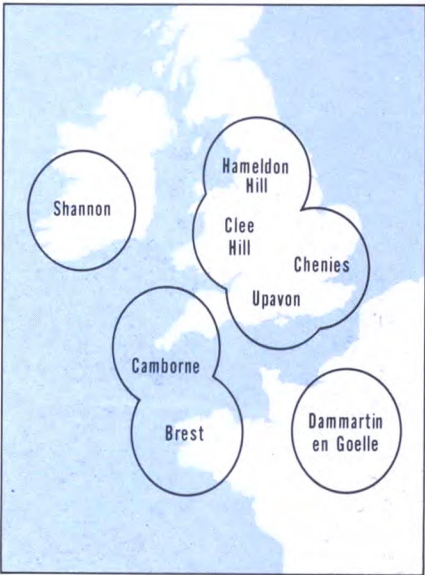 Hameldon
Hill
Shannon
Clee
Hill
Chenies
Upavon
Camborne
Brest
Dammartin
en Goelle